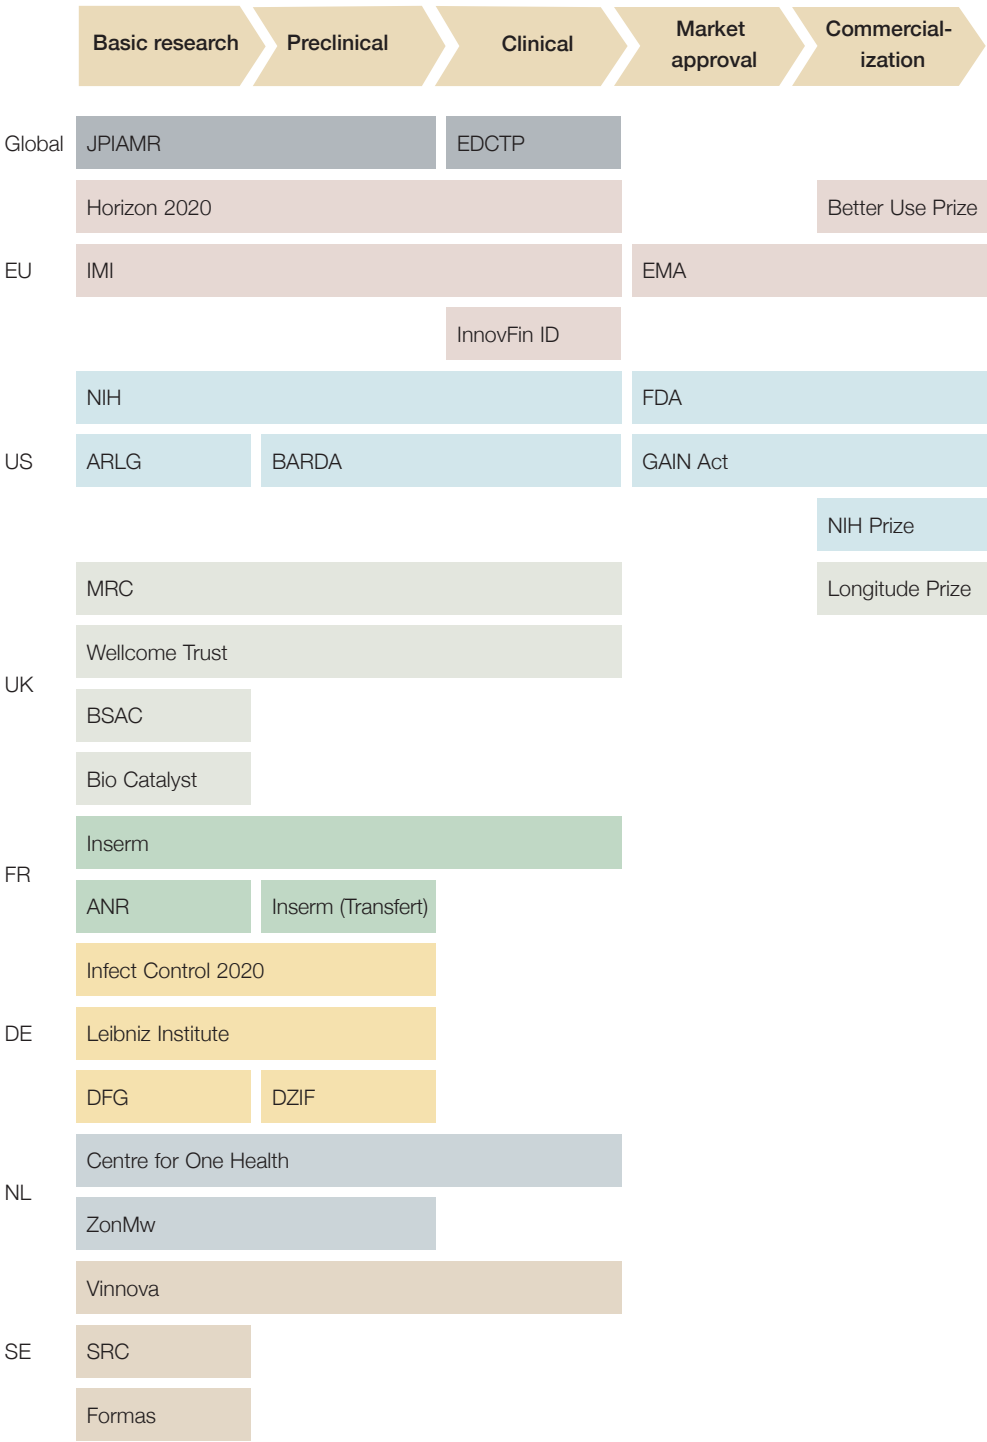 Basic research
Preclinical
Clinical
Market
approval
Commercial-
ization
Global
JPIAMR
EDCTP
Horizon 2020
Better Use Prize
EU
IMI
EMA
InnovFin ID
NIH
FDA
US
ARLG
BARDA
GAIN Act
NIH Prize
MRC
Longitude Prize
Wellcome Trust
UK
BSAC
Bio Catalyst
Inserm
FR
ANR
Inserm (Transfert)
Infect Control 2020
DE
Leibniz Institute
DFG
DZIF
Centre for One Health
NL
ZonMw
Vinnova
SE
SRC
Formas